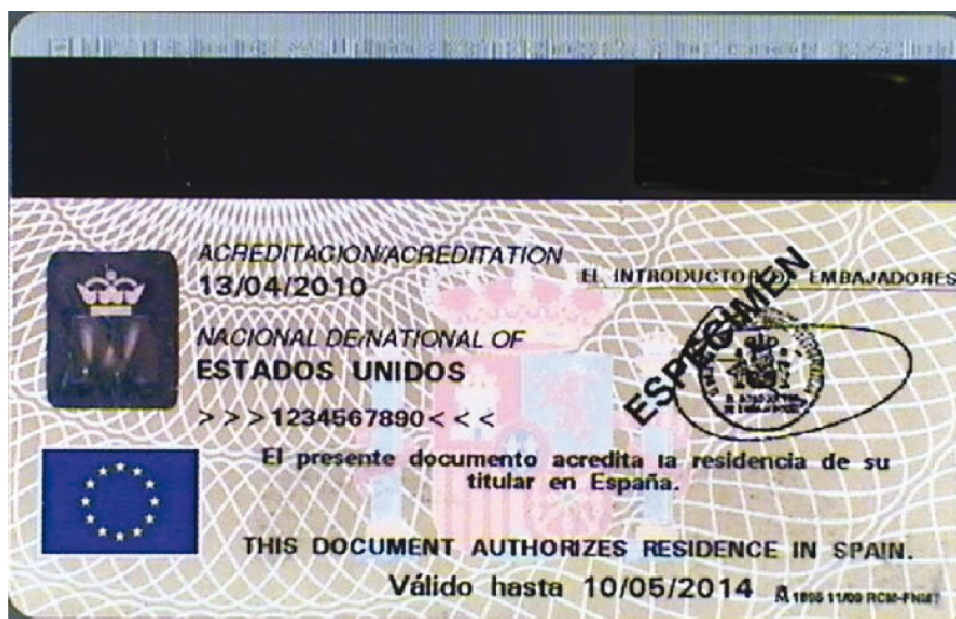 ACREDITACION/ACREDITATION
13/04/2010
EL INTRODUCTOR DE EMBAJADORES
ESPECIMEN
NACIONAL DE/NATIONAL OF
ESTADOS UNIDOS
>>>1234567890<<<
El presente documento acredita la residencia de su
titular en España.
THIS DOCUMENT AUTHORIZES RESIDENCE IN SPAIN.
Válido hasta 10/05/2014
RCM-FNMT